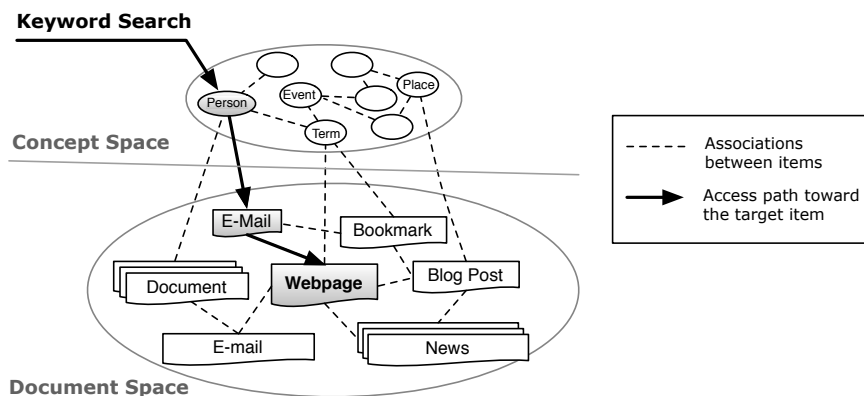 Keyword Search
Place
Event
Person
Term
Concept Space
Associations
between items
Access path toward
the target item
E-Mail
Bookmark
Document
Webpage
Blog Post
E-mail
News
Document Space